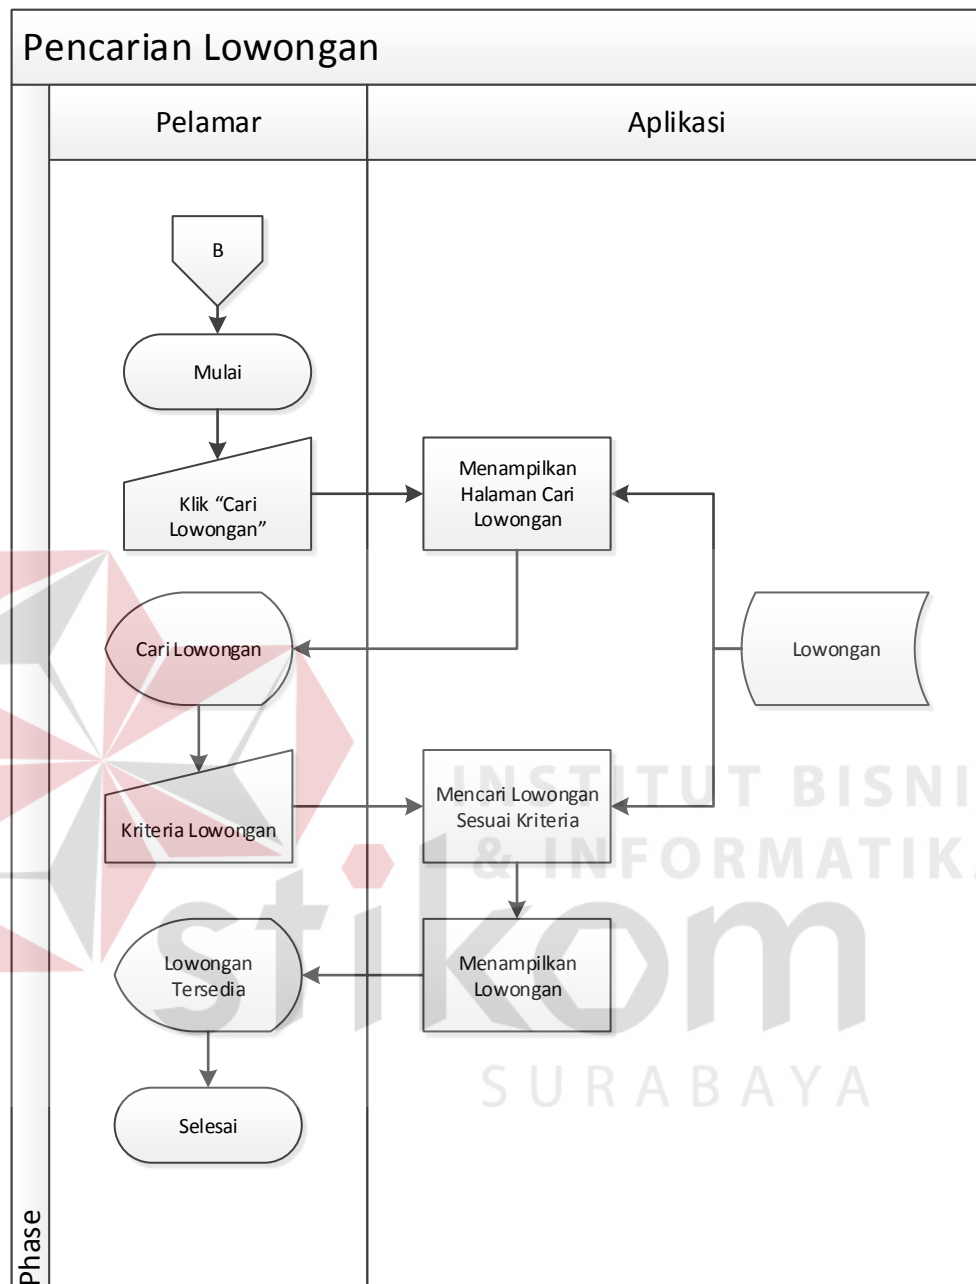 Pencarian Lowongan
Pelamar
Aplikasi
B
Mulai
Klik “Cari
Lowongan”
Menampilkan
Halaman Cari
Lowongan
Cari Lowongan
Lowongan
Kriteria Lowongan
Mencari Lowongan
Sesuai Kriteria
Lowongan
Tersedia
Menampilkan
Lowongan
Selesai
Phase
INSTITUT BISNI
& INFORMATIKA
stikom
SURABAYA